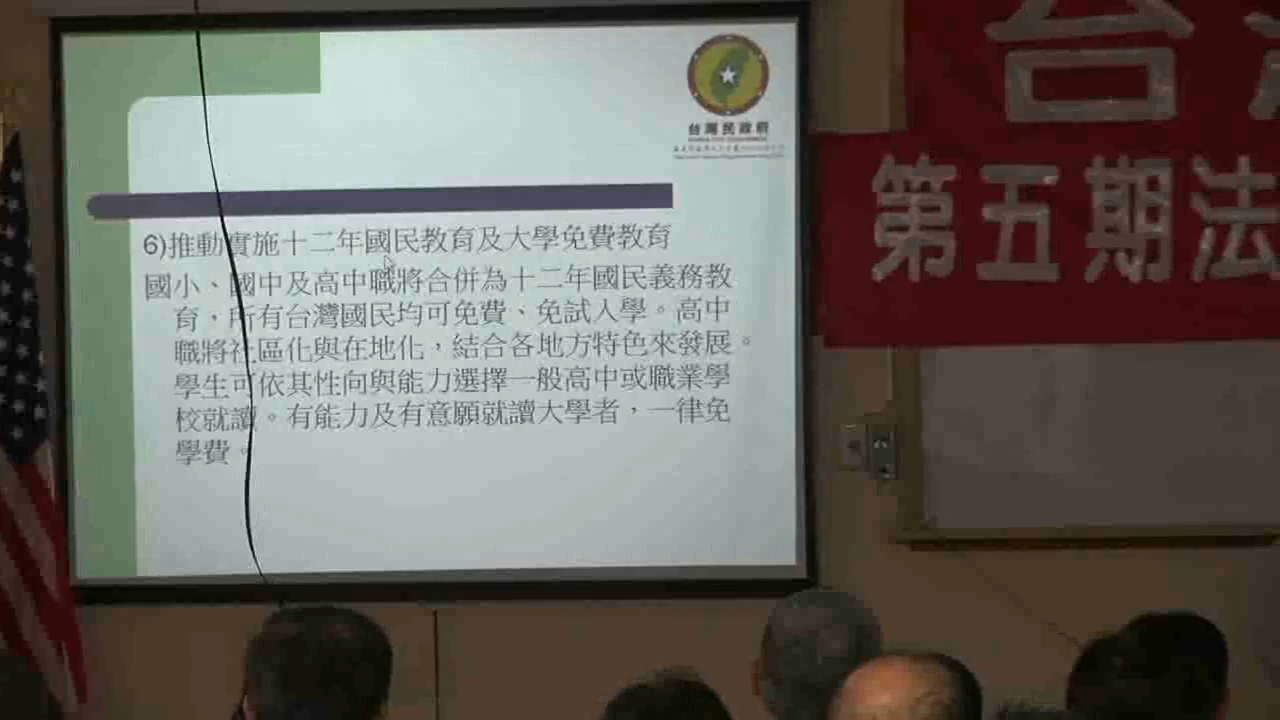 台灣民政府
6)推動實施十二年國民教育及大學免費教育
國小、國中及高中職將合併為十二年國民義務教
育，所有台灣國民均可免費、免試入學。高中
職將社區化與在地化，結合各地方特色來發展。
學生可依其性向與能力選擇一般高中或職業學
校就讀。有能力及有意願就讀大學者，一律免
學費。
台
第五期法